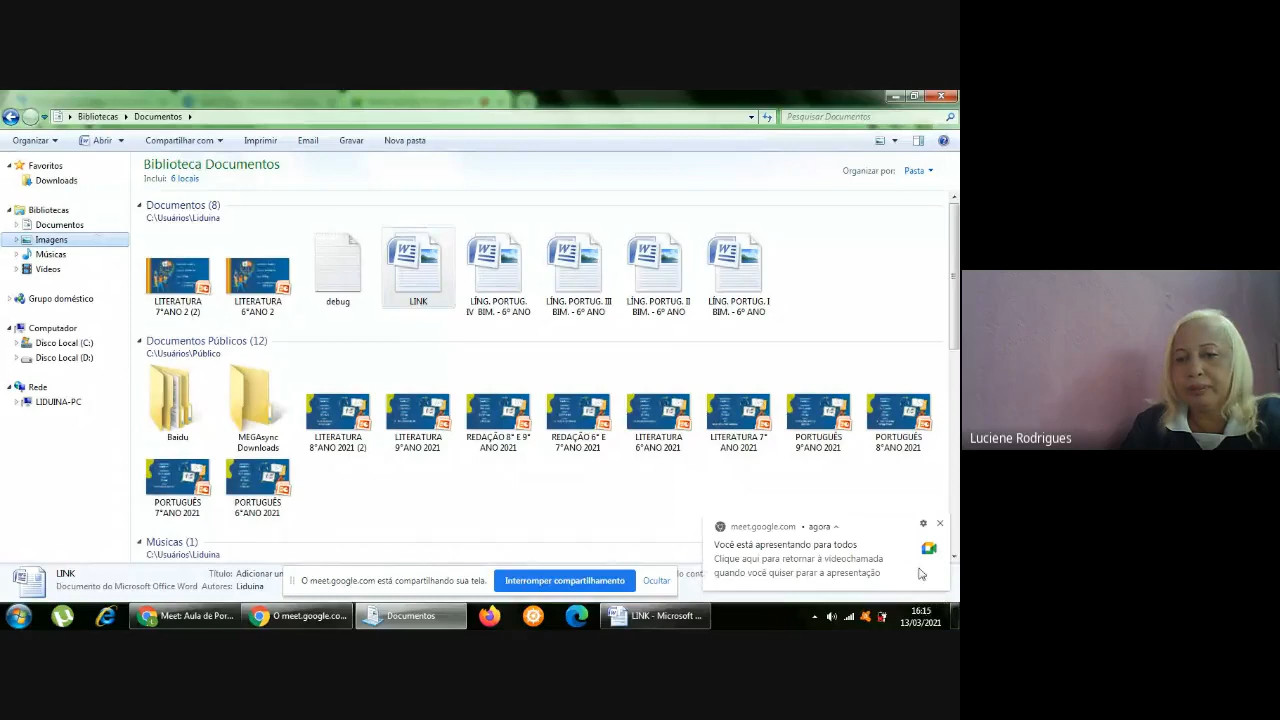 Bibliotecas
Documentos
Pesquisar Documentos
Organizar
Abrir
Compartilhar com
Imprimir
Email
Gravar
Nova pasta
Favoritos
Downloads
Bibliotecas
Documentos
Imagens
Músicas
Vídeos
Grupo doméstico
Computador
Disco Local (C:)
Disco Local (D:)
Rede
LIDUINA-PC
Biblioteca Documentos
Inclui: 6 locais
Organizar por: Pasta
Documentos (8)
C:\Usuários\Liduina
LITERATURA
7°ANO 2 (2)
LITERATURA
6°ANO 2
debug
LINK
LÍNG. PORTUG.
IV BIM. - 6º ANO
LÍNG. PORTUG. III
BIM. - 6º ANO
LÍNG. PORTUG. II
BIM. - 6º ANO
LÍNG. PORTUG. I
BIM. - 6º ANO
Documentos Públicos (12)
C:\Usuários\Público
Baidu
MEGAsync
Downloads
LITERATURA
8°ANO 2021 (2)
LITERATURA
9°ANO 2021
REDAÇÃO 8° E 9°
ANO 2021
REDAÇÃO 6° E
7°ANO 2021
LITERATURA
6°ANO 2021
LITERATURA 7°
ANO 2021
PORTUGUÊS
9°ANO 2021
PORTUGUÊS
8°ANO 2021
PORTUGUÊS
7°ANO 2021
PORTUGUÊS
6°ANO 2021
Músicas (1)
C:\Usuários\Liduina
meet.google.com • agora
Você está apresentando para todos
Clique aqui para retornar à videochamada
quando você quiser parar a apresentação
LINK
Título: Adicionar um
Documento do Microsoft Office Word
Autores: Liduina
O meet.google.com está compartilhando sua tela.
Interromper compartilhamento
Ocultar
Meet: Aula de Por...
O meet.google.co...
Documentos
LINK - Microsoft ...
16:15
13/03/2021
Luciene Rodrigues